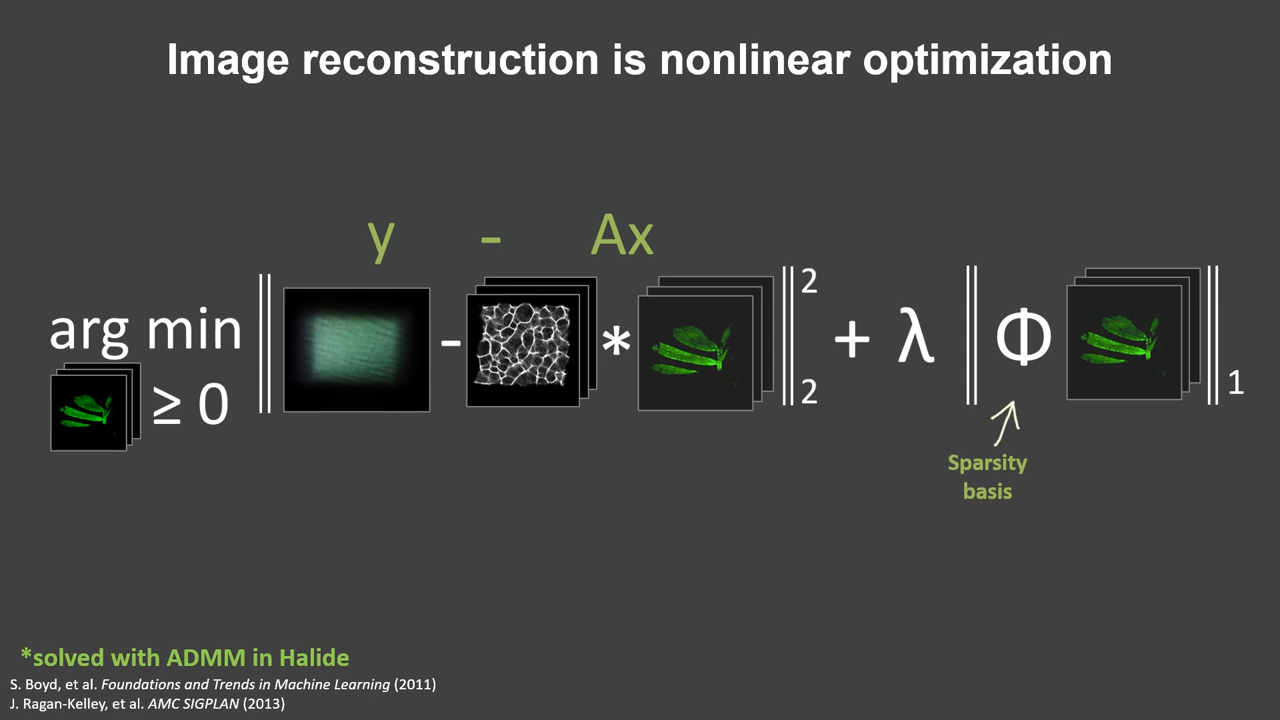 Image reconstruction is nonlinear optimization
y - Ax
arg min
≥ 0
‖ - * ‖ 2 2 + λ ‖ Φ ‖ 1
Sparsity
basis
*solved with ADMM in Halide
S. Boyd, et al. Foundations and Trends in Machine Learning (2011)
J. Ragan-Kelley, et al. AMC SIGPLAN (2013)